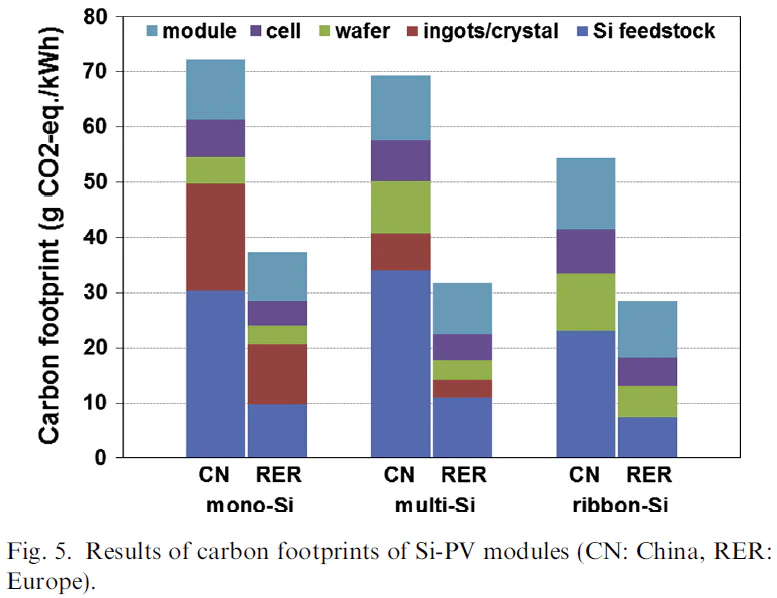 80
module cell wafer ingots/crystal Si feedstock
70
60
50
40
30
20
10
0
Carbon footprint (g CO2-eq./kWh)
CN RER CN RER CN RER
mono-Si multi-Si ribbon-Si
Fig. 5. Results of carbon footprints of Si-PV modules (CN: China, RER:
Europe).